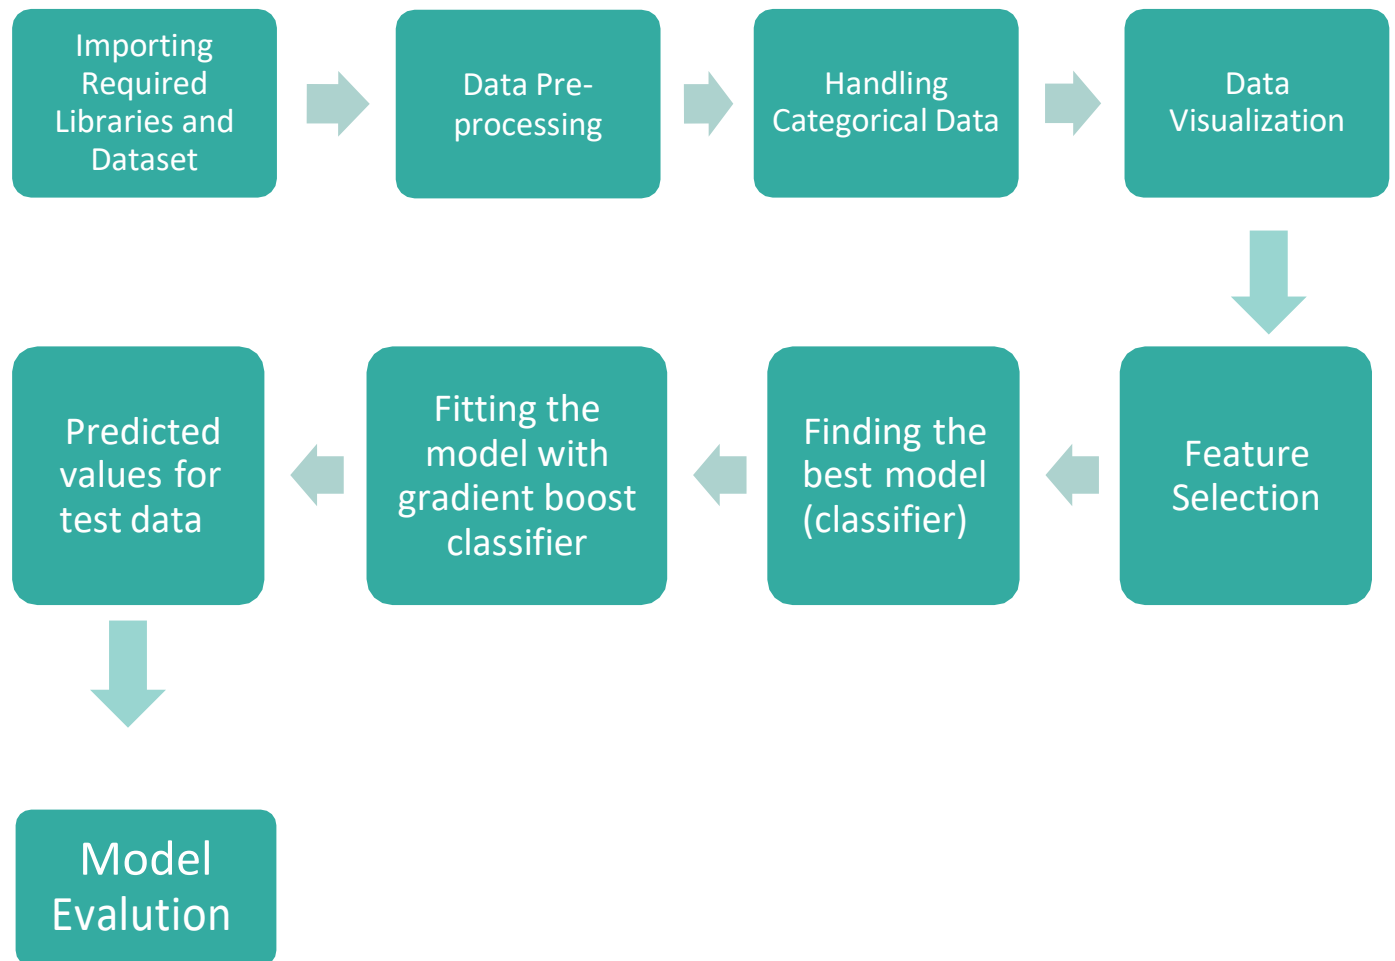 Importing
Required
Libraries and
Dataset
Data Pre-
processing
Handling
Categorical Data
Data
Visualization
Feature
Selection
Finding the
best model
(classifier)
Fitting the
model with
gradient boost
classifier
Predicted
values for
test data
Model
Evalution